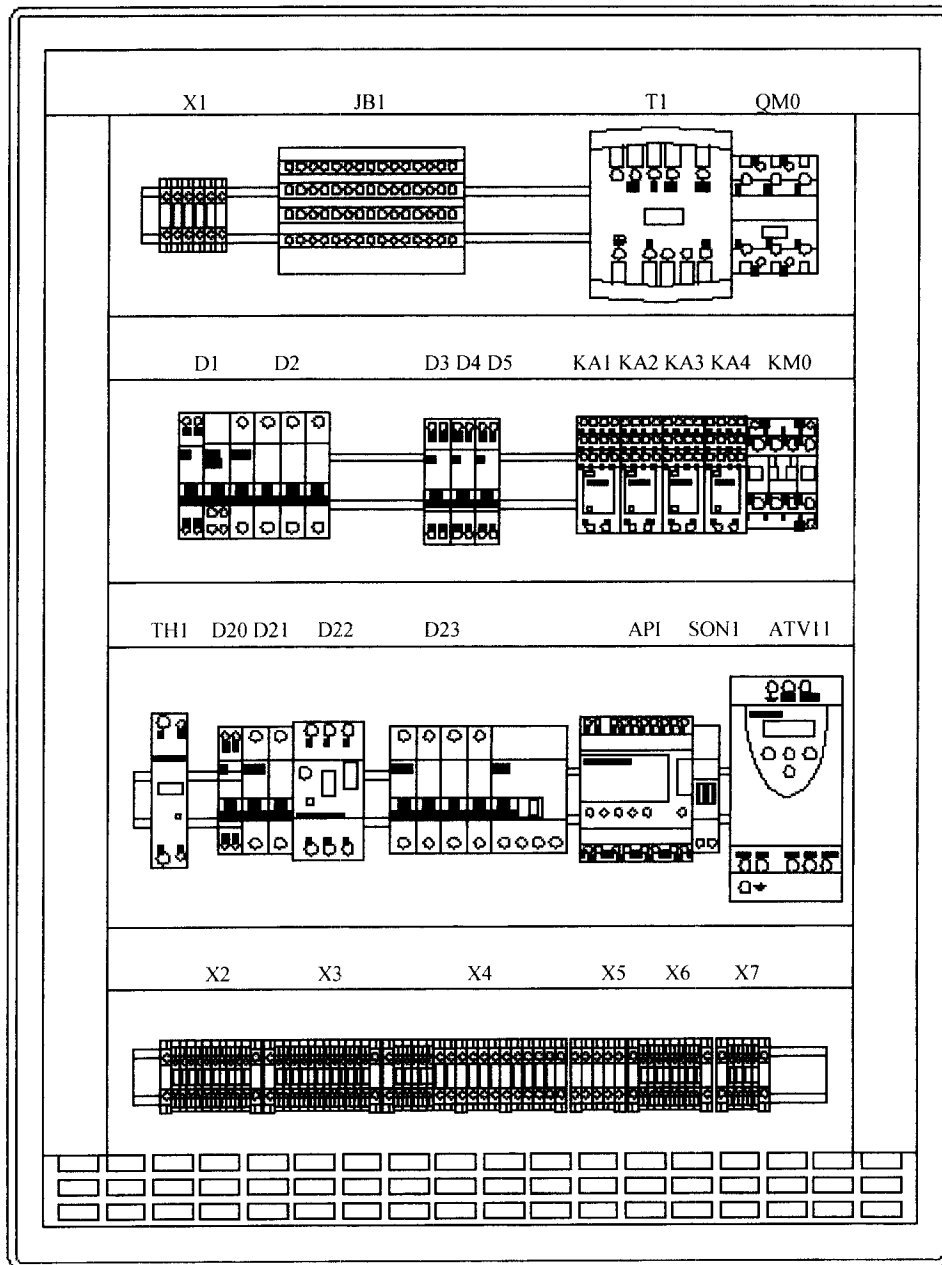 X1 JB1 T1 QM0
D1 D2 D3 D4 D5 KA1 KA2 KA3 KA4 KM0
TH1 D20 D21 D22 D23 API SON1 ATV11
X2 X3 X4 X5 X6 X7